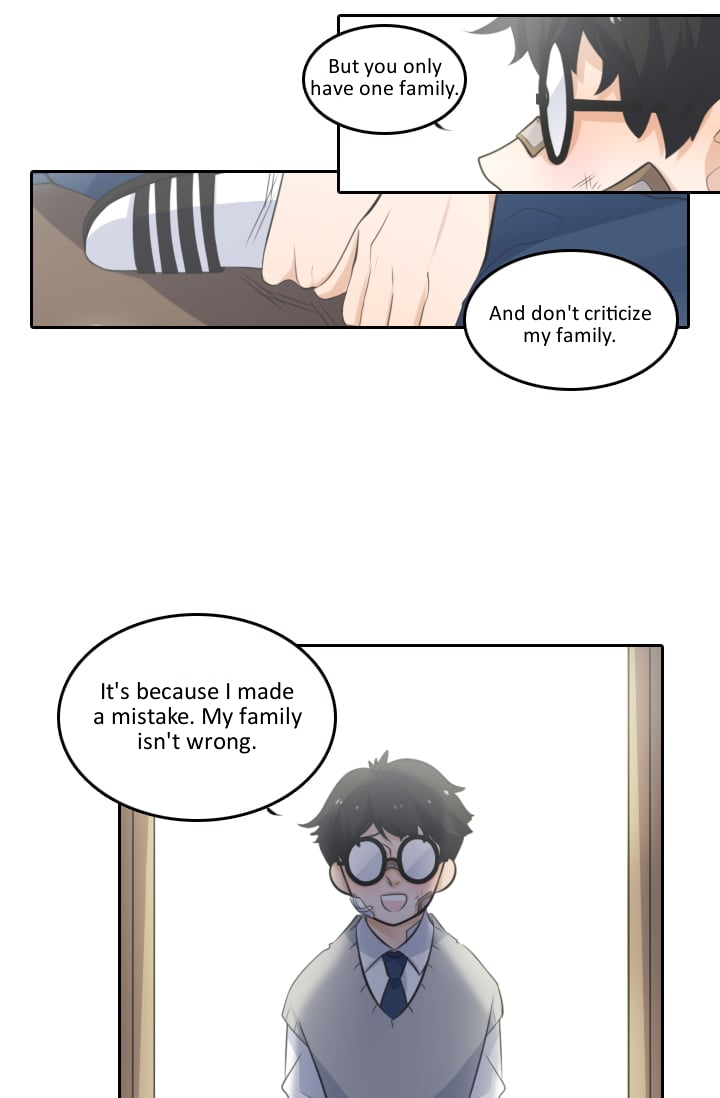 But you only
have one family.
And don't criticize
my family.
It's because I made
a mistake. My family
isn't wrong.